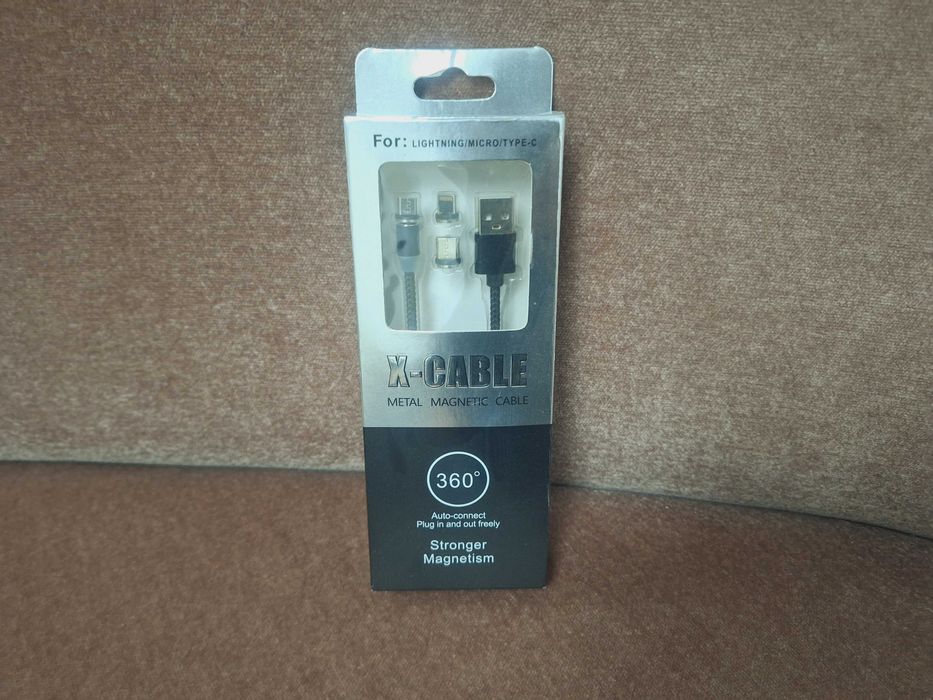 For: LIGHTNING/MICRO/TYPE-C
X-CABLE
METAL MAGNETIC CABLE
360°
Auto-connect
Plug in and out freely
Stronger
Magnetism